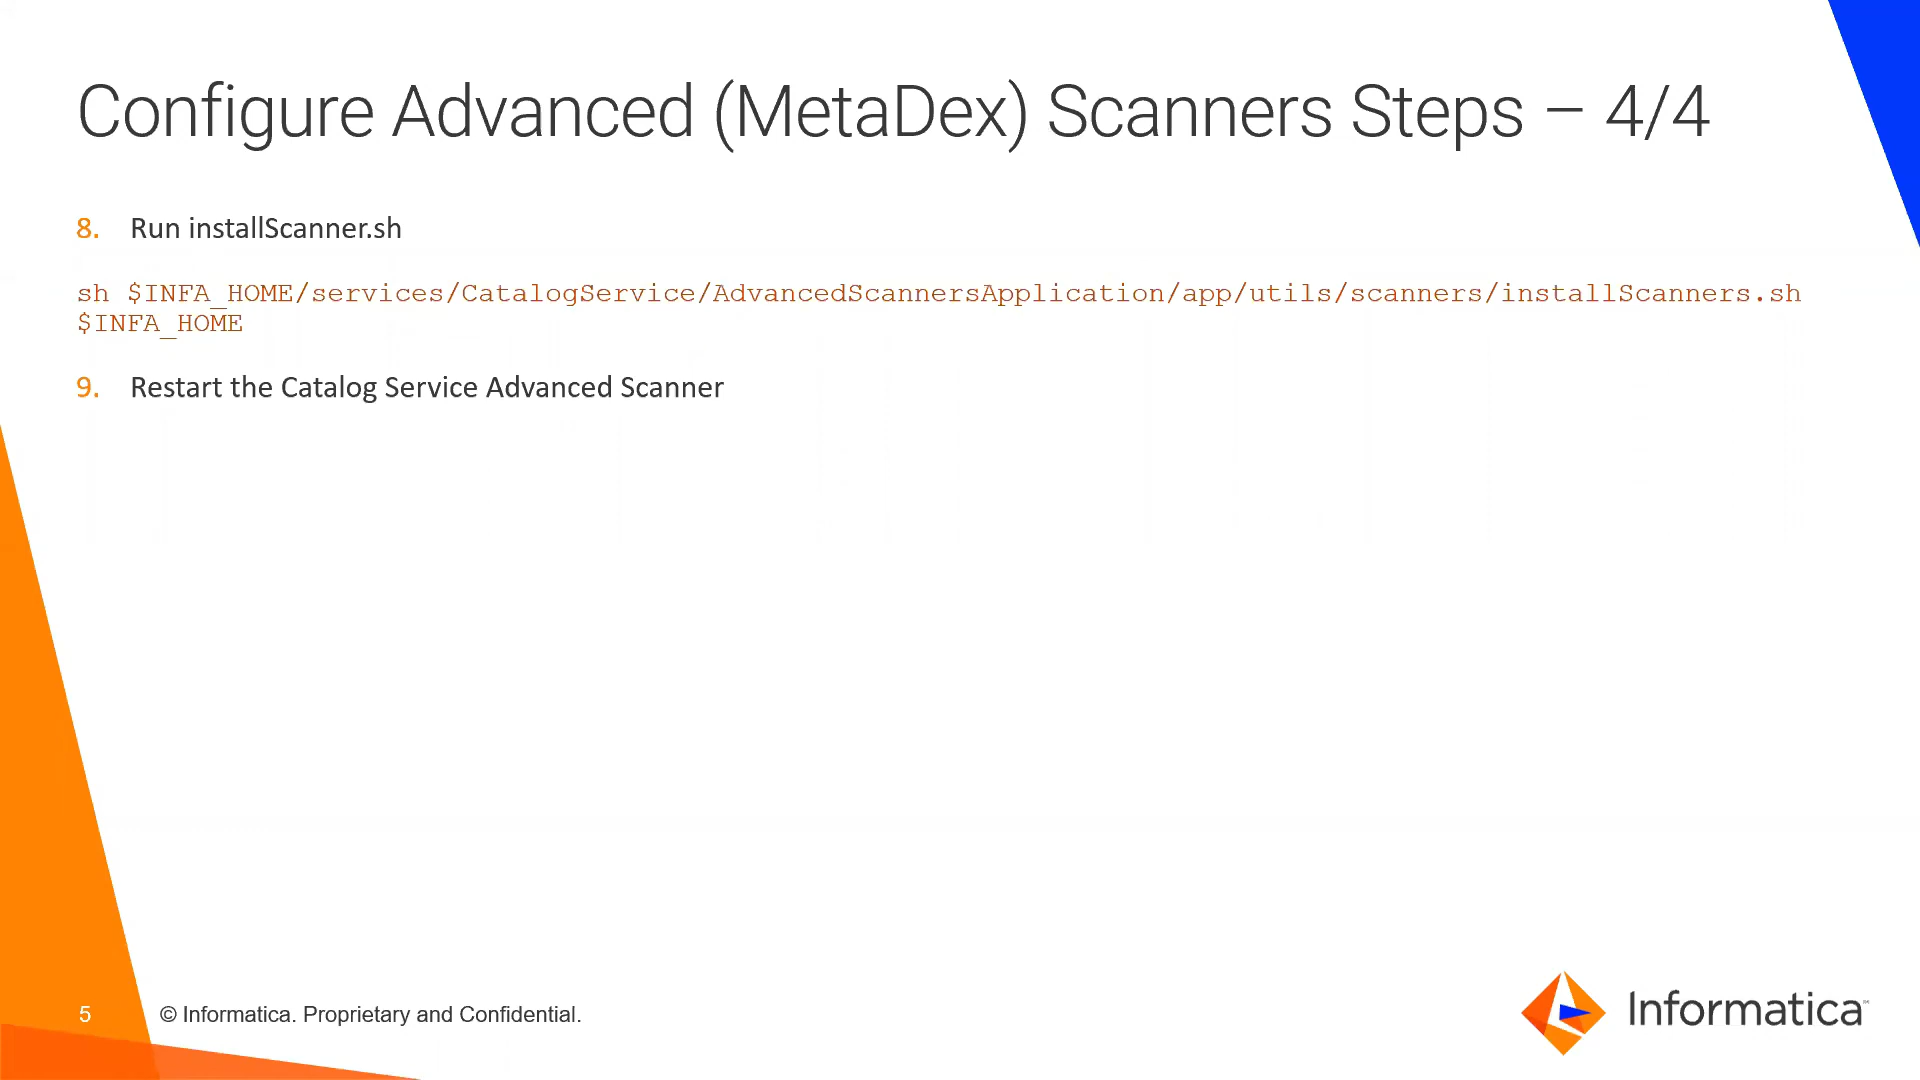 Configure Advanced (MetaDex) Scanners Steps – 4/4
8. Run installScanner.sh
sh $INFA_HOME/services/CatalogService/AdvancedScannersApplication/app/utils/scanners/installScanners.sh
$INFA_HOME
9. Restart the Catalog Service Advanced Scanner
5 © Informatica. Proprietary and Confidential.
Informatica™